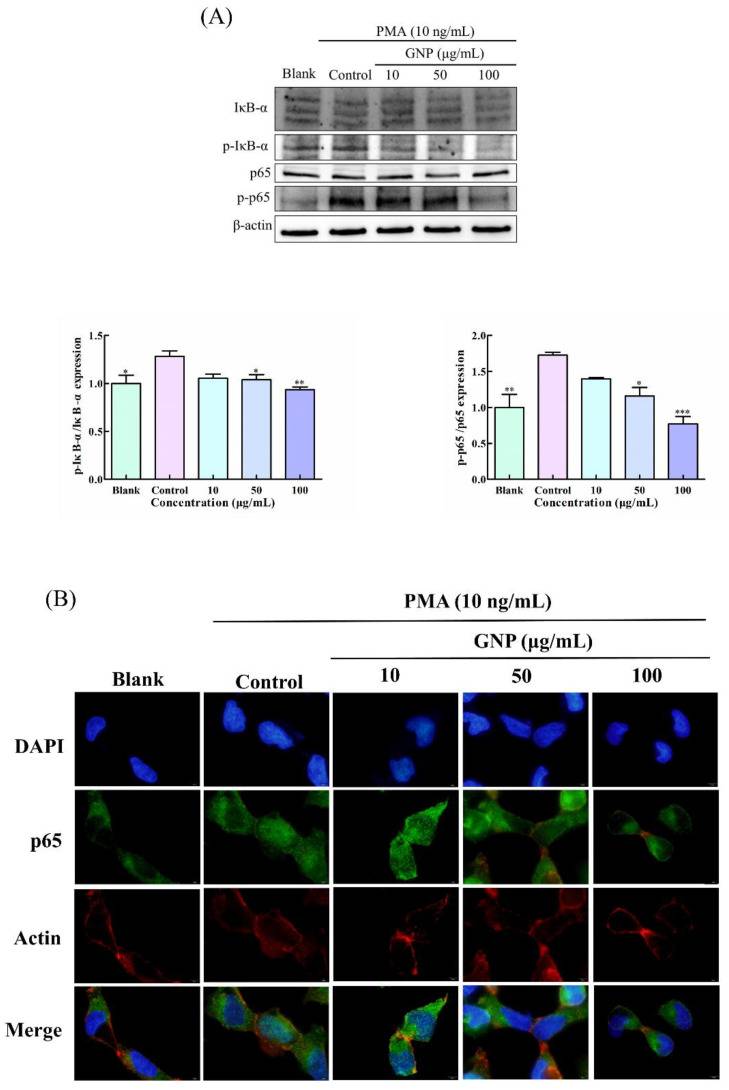 (A)
PMA (10 ng/mL)
GNP (μg/mL)
Blank Control 10 50 100
IκB-α
p-IκB-α
p65
p-p65
β-actin
p-Iκ B-α /Iκ B -α expression
1.5
1.0
0.5
0.0
* * **
Blank Control 10 50 100
Concentration (μg/mL)
p-p65 /p65 expression
2.0
1.5
1.0
0.5
0.0
** * ***
Blank Control 10 50 100
Concentration (μg/mL)
(B)
PMA (10 ng/mL)
GNP (μg/mL)
Blank Control 10 50 100
DAPI
p65
Actin
Merge